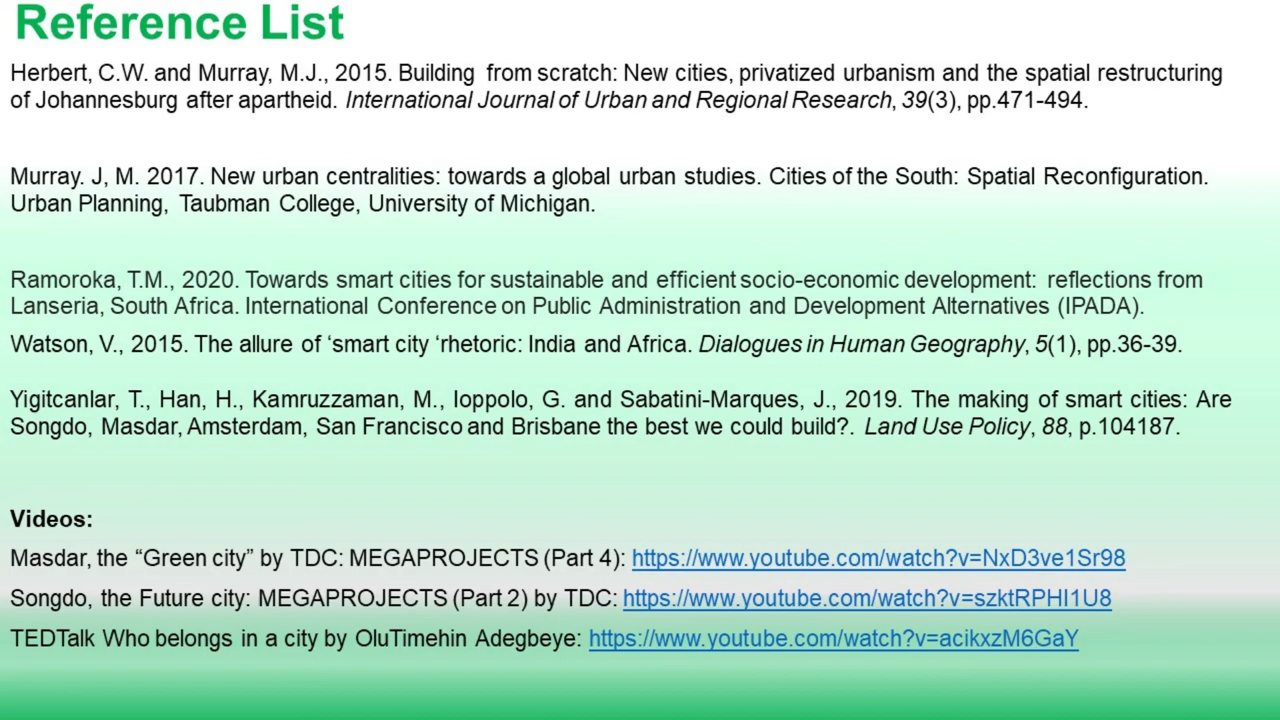 Reference List
Herbert, C.W. and Murray, M.J., 2015. Building from scratch: New cities, privatized urbanism and the spatial restructuring
of Johannesburg after apartheid. International Journal of Urban and Regional Research, 39(3), pp.471-494.
Murray. J, M. 2017. New urban centralities: towards a global urban studies. Cities of the South: Spatial Reconfiguration.
Urban Planning, Taubman College, University of Michigan.
Ramoroka, T.M., 2020. Towards smart cities for sustainable and efficient socio-economic development: reflections from
Lanseria, South Africa. International Conference on Public Administration and Development Alternatives (IPADA).
Watson, V., 2015. The allure of ‘smart city ‘rhetoric: India and Africa. Dialogues in Human Geography, 5(1), pp.36-39.
Yigitcanlar, T., Han, H., Kamruzzaman, M., Ioppolo, G. and Sabatini-Marques, J., 2019. The making of smart cities: Are
Songdo, Masdar, Amsterdam, San Francisco and Brisbane the best we could build?. Land Use Policy, 88, p.104187.
Videos:
Masdar, the “Green city” by TDC: MEGAPROJECTS (Part 4): https://www.youtube.com/watch?v=NxD3ve1Sr98
Songdo, the Future city: MEGAPROJECTS (Part 2) by TDC: https://www.youtube.com/watch?v=szktRPHI1U8
TEDTalk Who belongs in a city by OluTimehin Adegbeye: https://www.youtube.com/watch?v=acikxzM6GaY